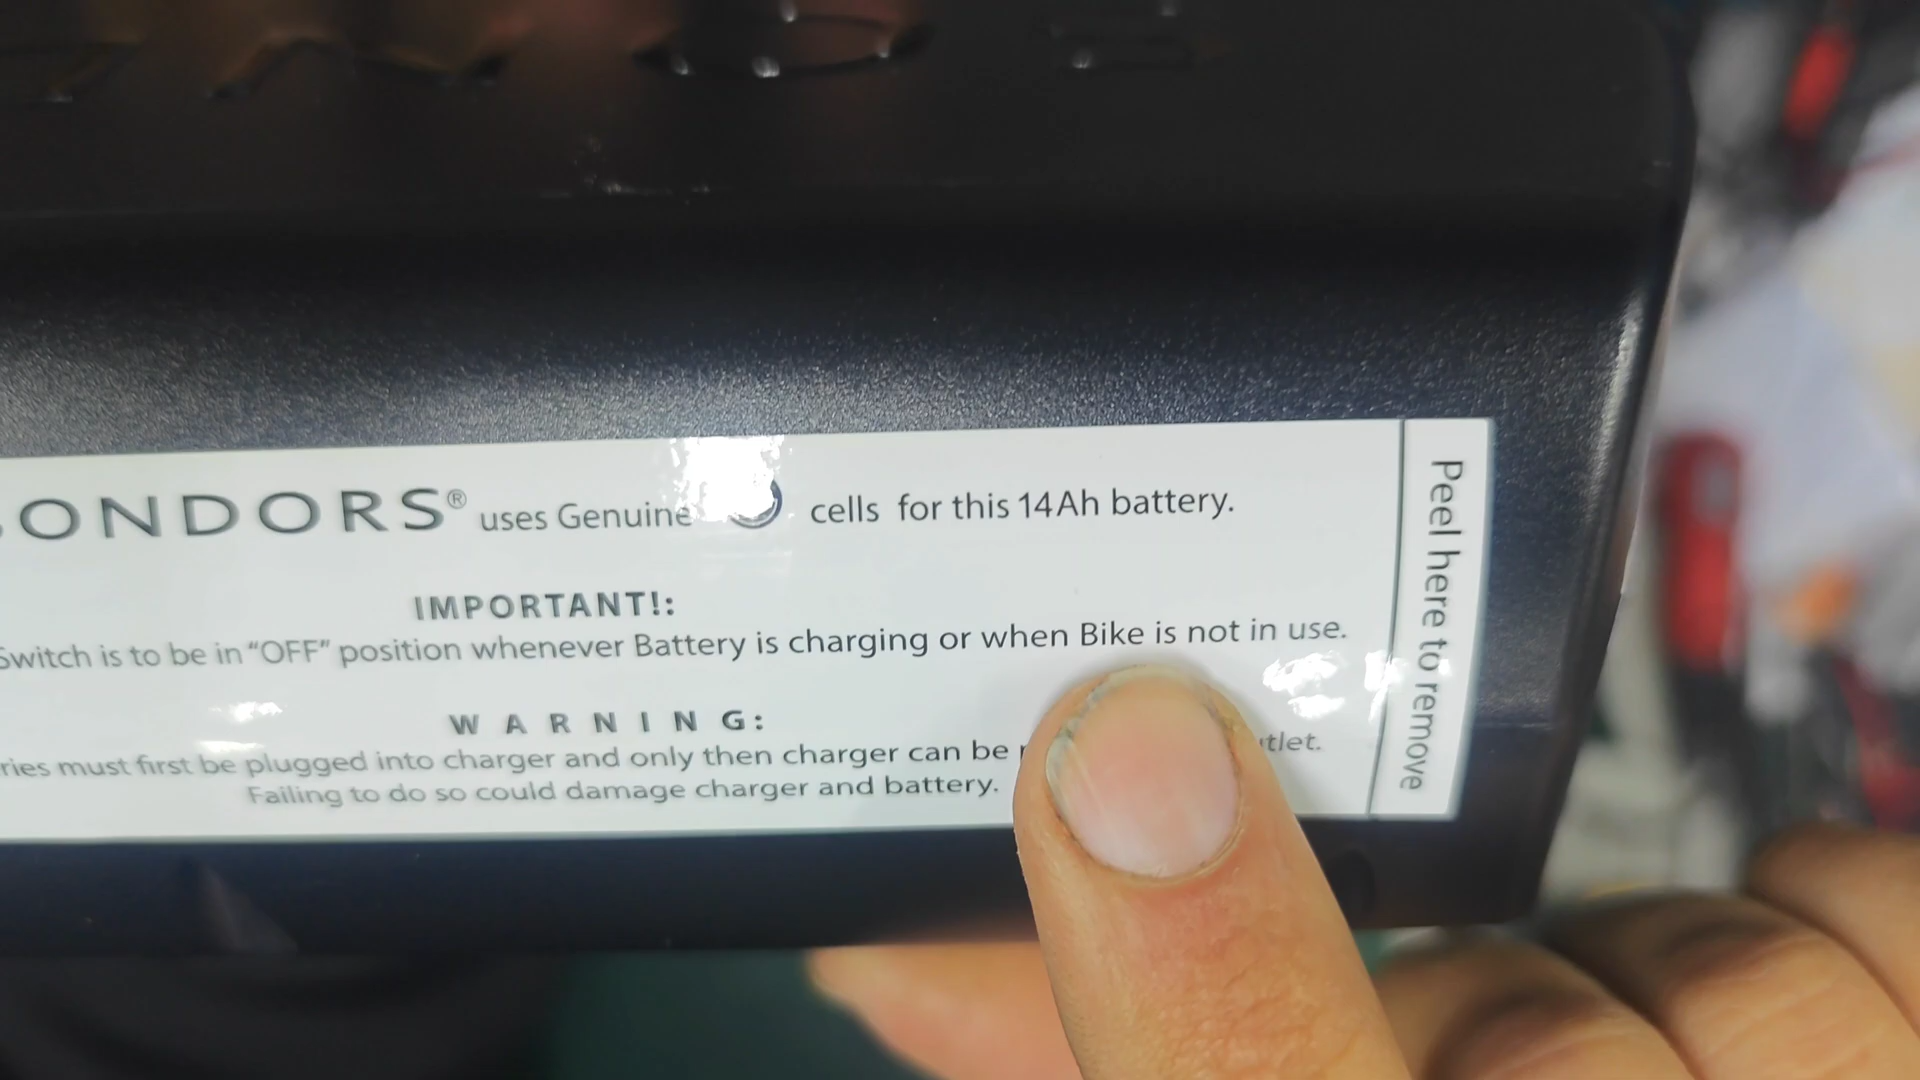 ONDORS® uses Genuine cells for this 14Ah battery.
IMPORTANT!:
Switch is to be in “OFF” position whenever Battery is charging or when Bike is not in use.
WARNING:
ries must first be plugged into charger and only then charger can be tlet.
Failing to do so could damage charger and battery.
Peel here to remove